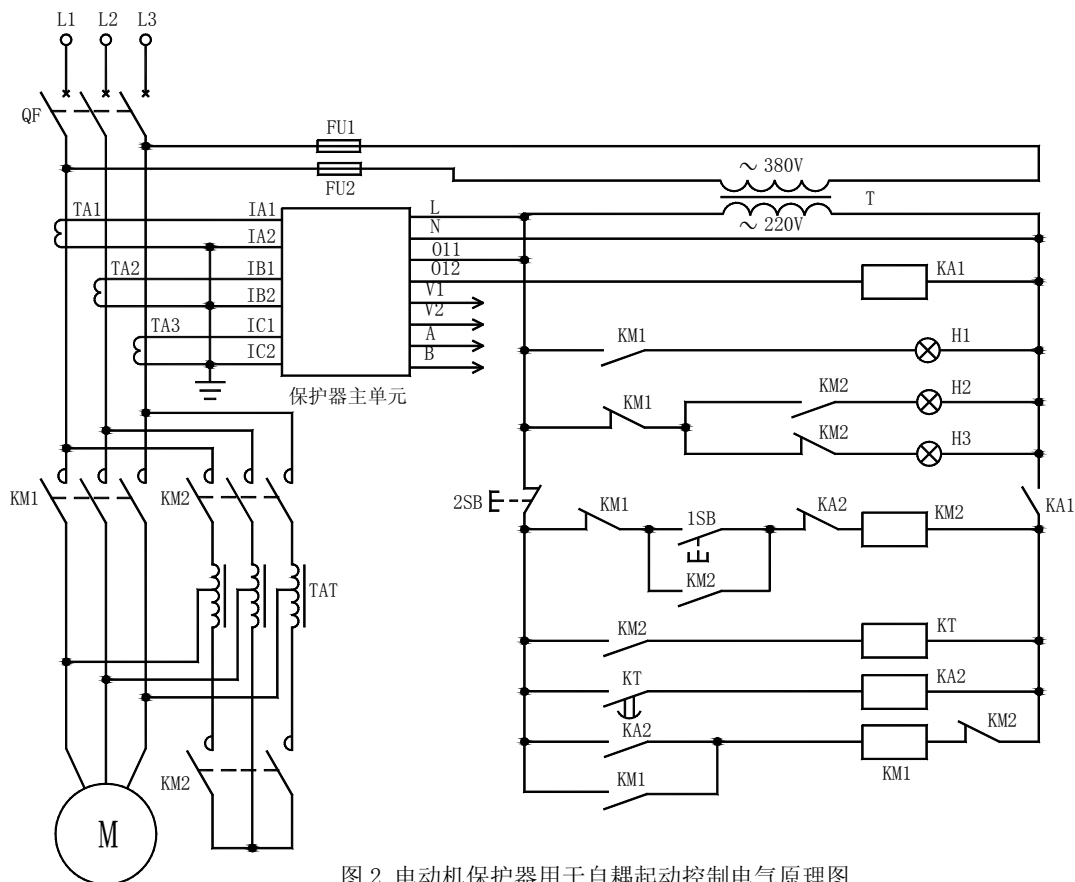 L1 L2 L3
QF
FU1
FU2
～380V
T
～220V
TA1
IA1
IA2
TA2
IB1
IB2
TA3
IC1
IC2
L
N
O11
O12
V1
V2
A
B
保护器主单元
KA1
KM1
H1
KM1
KM2
H2
KM2
H3
KM1
KM2
2SB
KM1
1SB
KA2
KM2
KA1
KM2
TAT
KM2
KT
KT
KA2
KA2
KM2
KM1
KM1
KM2
M
图 2 电动机保护器用于自耦起动控制电气原理图